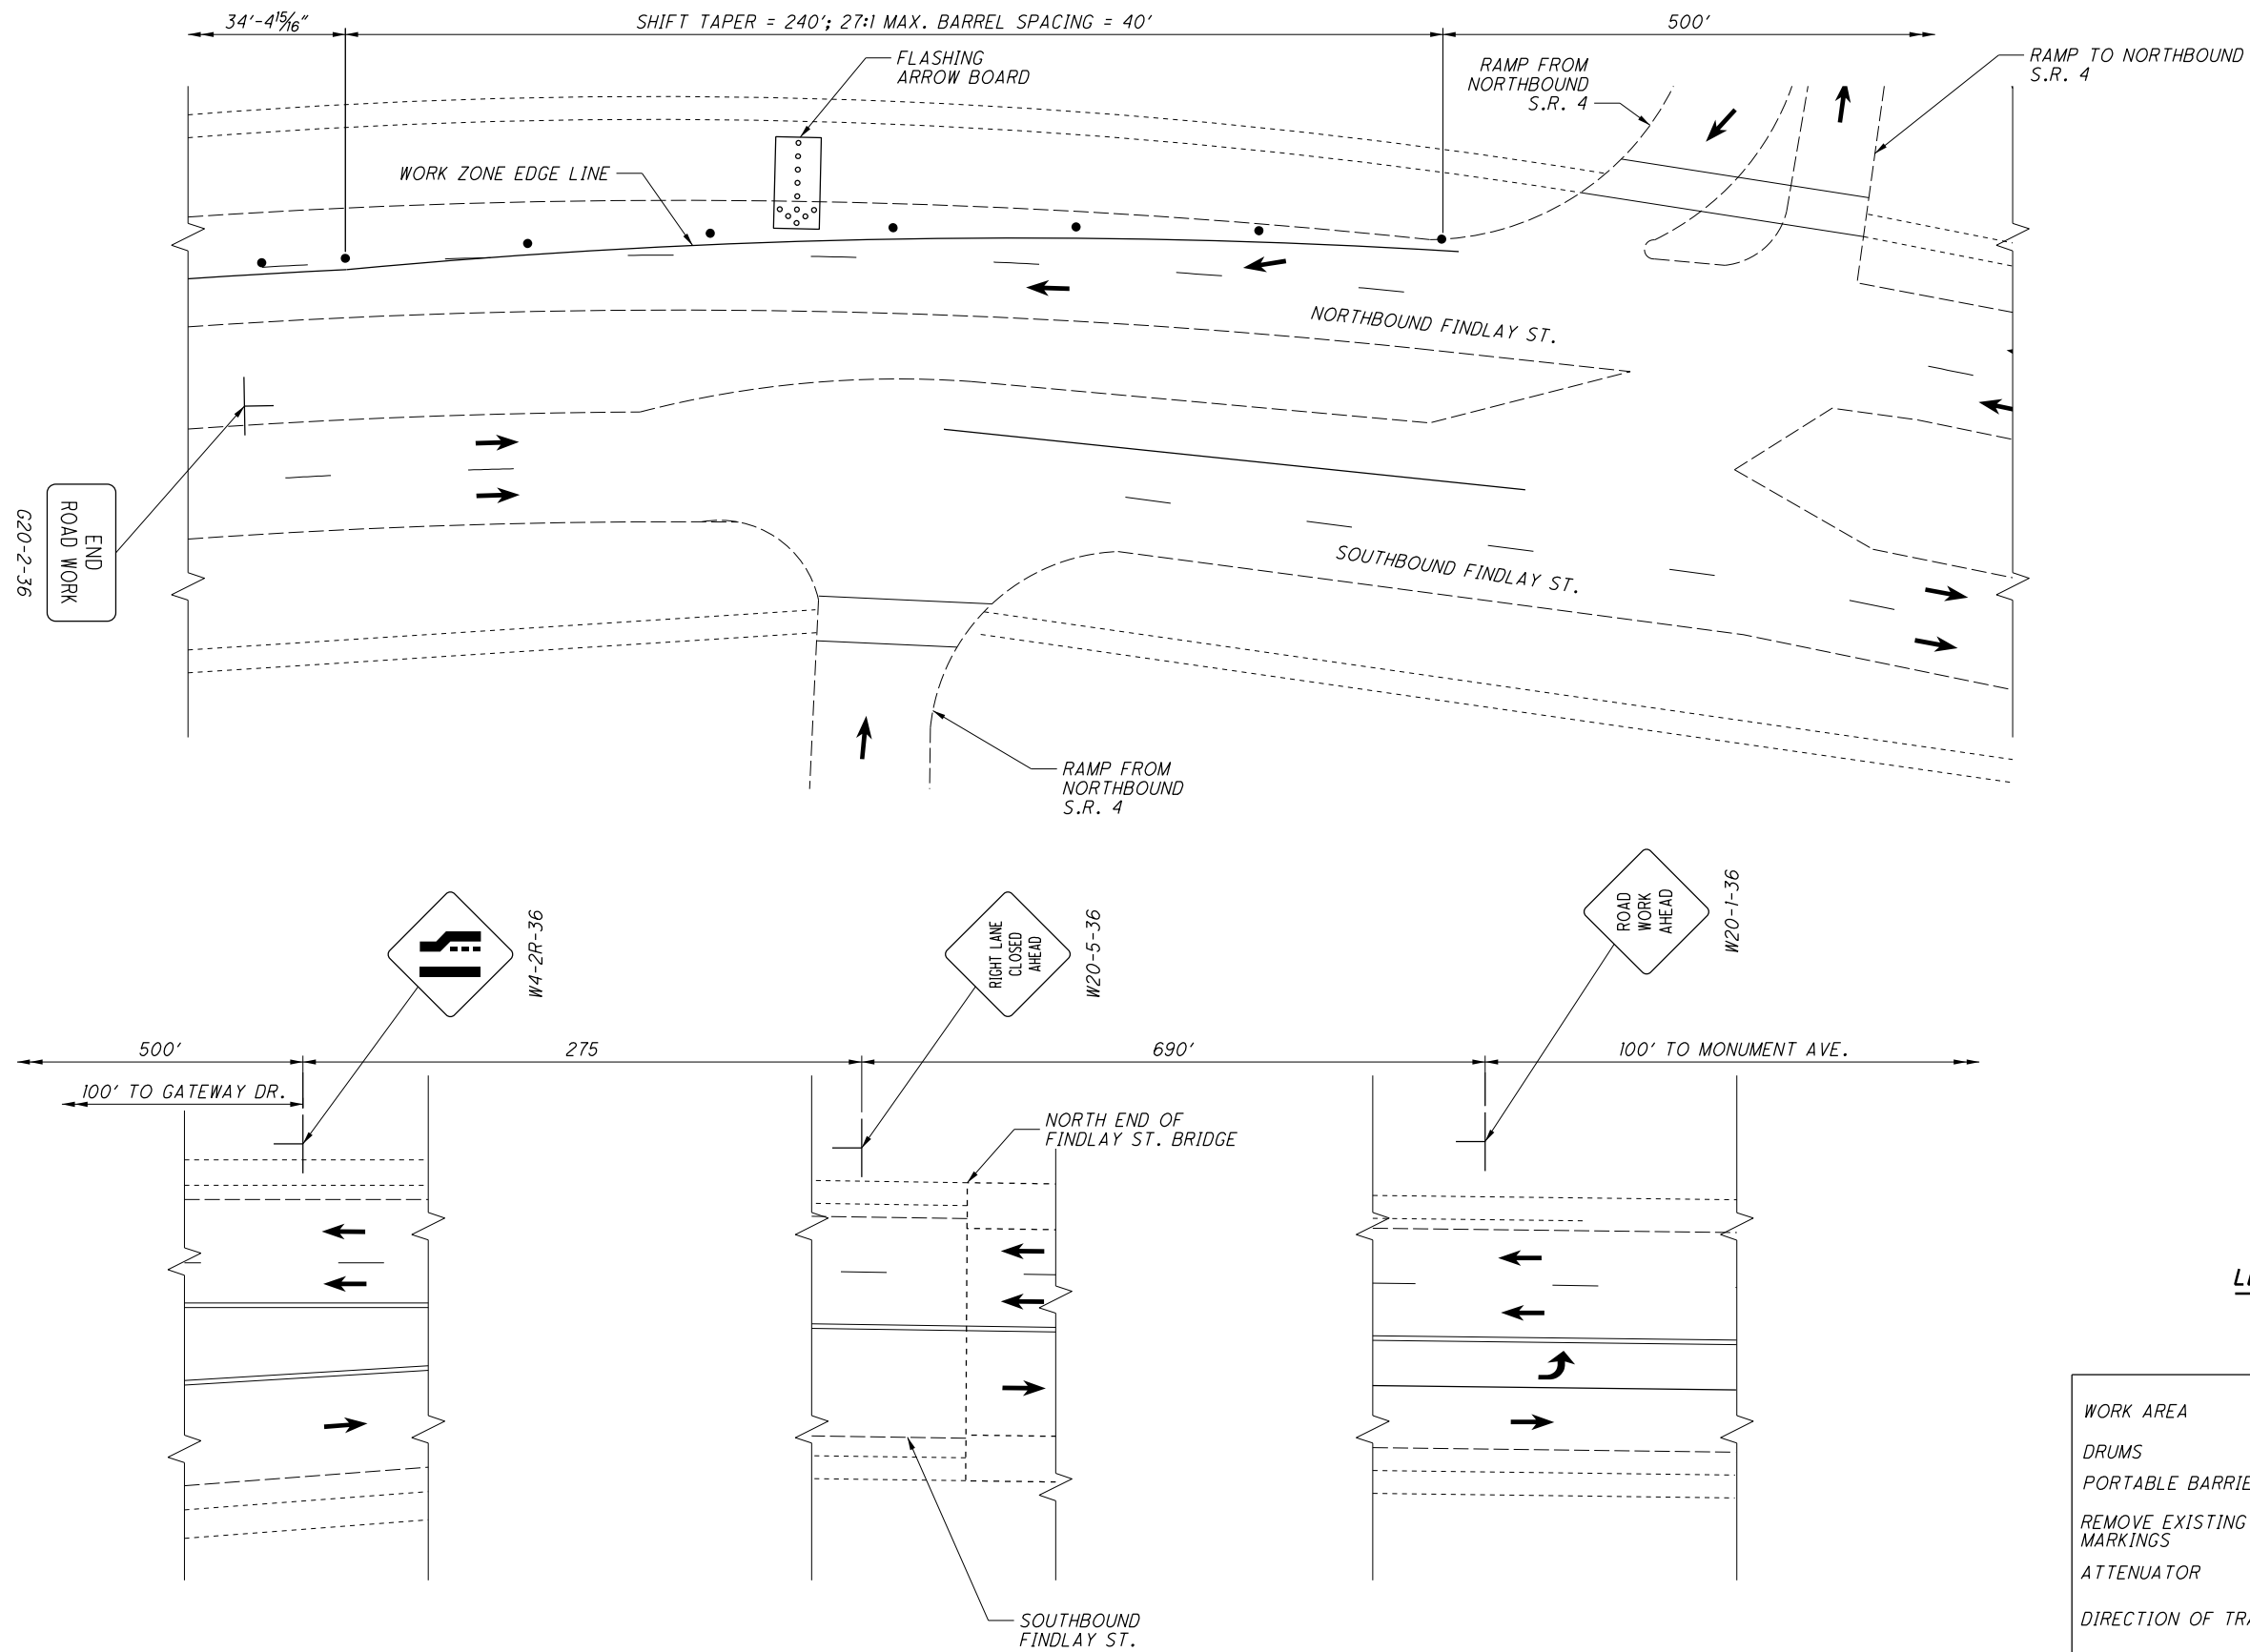 34'-4 15/16"
SHIFT TAPER = 240'; 27:1 MAX. BARREL SPACING = 40'
500'
FLASHING
ARROW BOARD
RAMP FROM
NORTHBOUND
S.R. 4
RAMP TO NORTHBOUND
S.R. 4
WORK ZONE EDGE LINE
NORTHBOUND FINDLAY ST.
END
ROAD WORK
G20-2-36
SOUTHBOUND FINDLAY ST.
RAMP FROM
NORTHBOUND
S.R. 4
W4-2R-36
RIGHT LANE
CLOSED
AHEAD
W20-5-36
ROAD
WORK
AHEAD
W20-1-36
500'
275
690'
100' TO MONUMENT AVE.
100' TO GATEWAY DR.
NORTH END OF
FINDLAY ST. BRIDGE
SOUTHBOUND
FINDLAY ST.
WORK AREA
DRUMS
PORTABLE
REMOVE EXISTING
MARKINGS
ATTENUATOR
DIRECTION OF